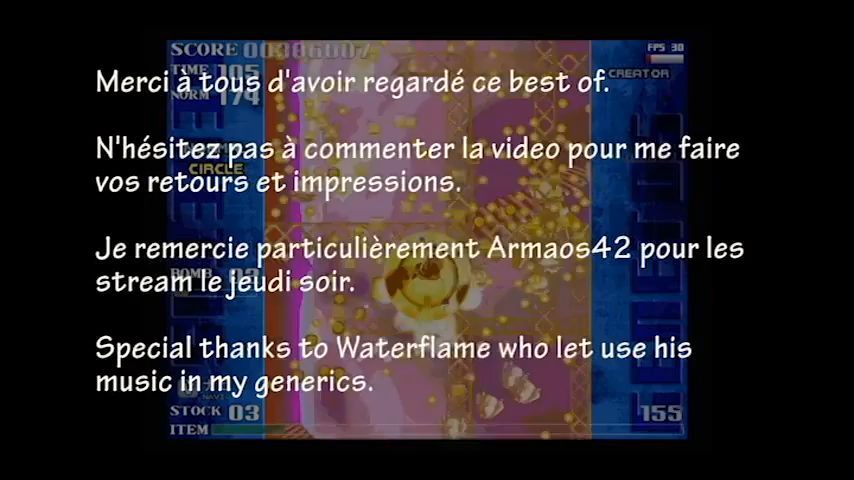 SCORE 00386007
FPS 30
TIME 105
CREATOR
Merci à tous d'avoir regardé ce best of.
NORM 174
N'hésitez pas à commenter la video pour me faire
CIRCLE
vos retours et impressions.
Je remercie particulièrement Armaos42 pour les
BOMB
stream le jeudi soir.
Special thanks to Waterflame who let use his
music in my generics.
STOCK 03
155
ITEM